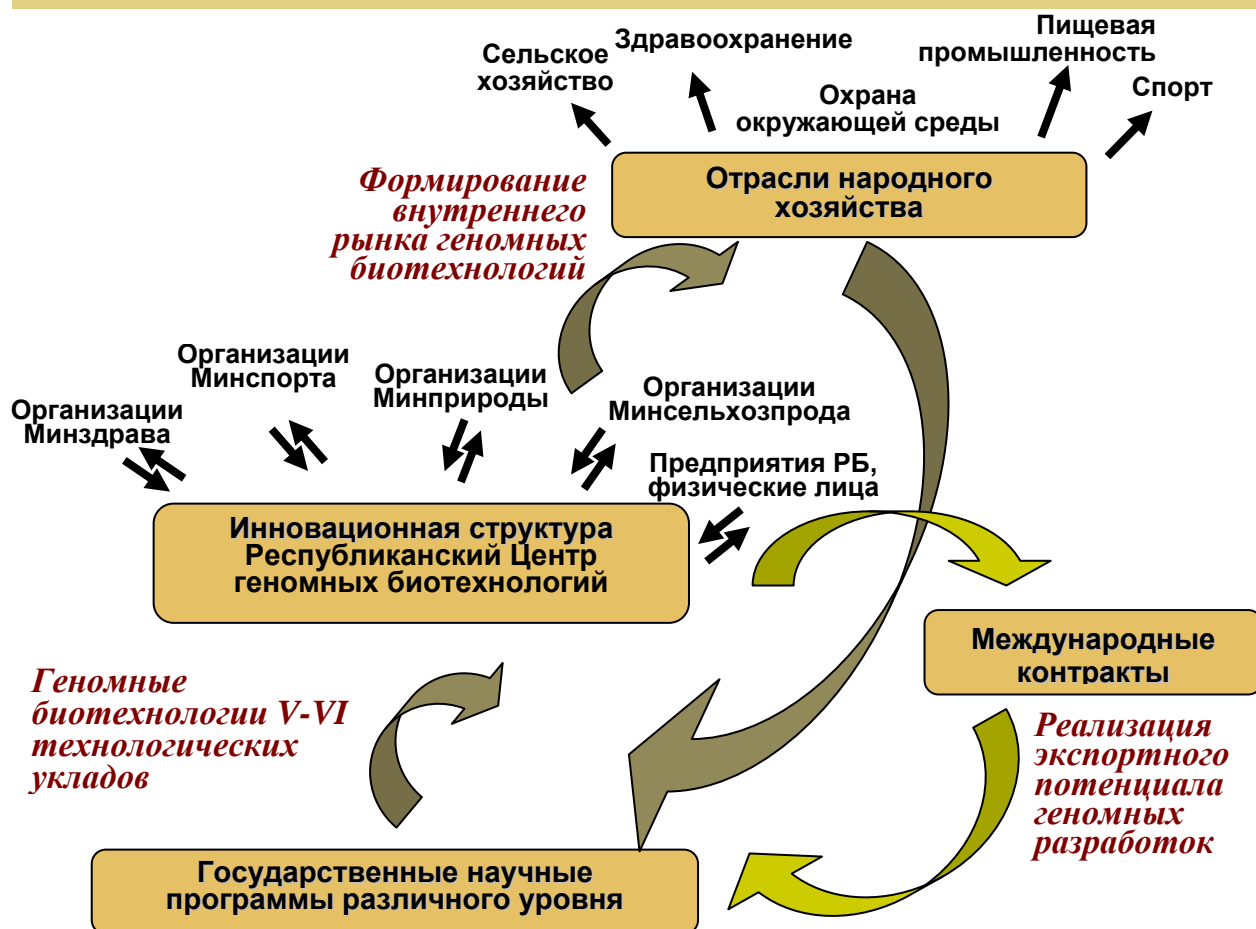 Сельское
хозяйство
Здравоохранение
Охрана
окружающей среды
Пищевая
промышленность
Спорт
Отрасли народного
хозяйства
Формирование
внутреннего
рынка геномных
биотехнологий
Организации
Минздрава
Организации
Минспорта
Организации
Минприроды
Организации
Минсельхозпрода
Предприятия РБ,
физические лица
Инновационная структура
Республиканский Центр
геномных биотехнологий
Международные
контракты
Геномные
биотехнологии V-VI
технологических
укладов
Реализация
экспортного
потенциала
геномных
разработок
Государственные научные
программы различного уровня